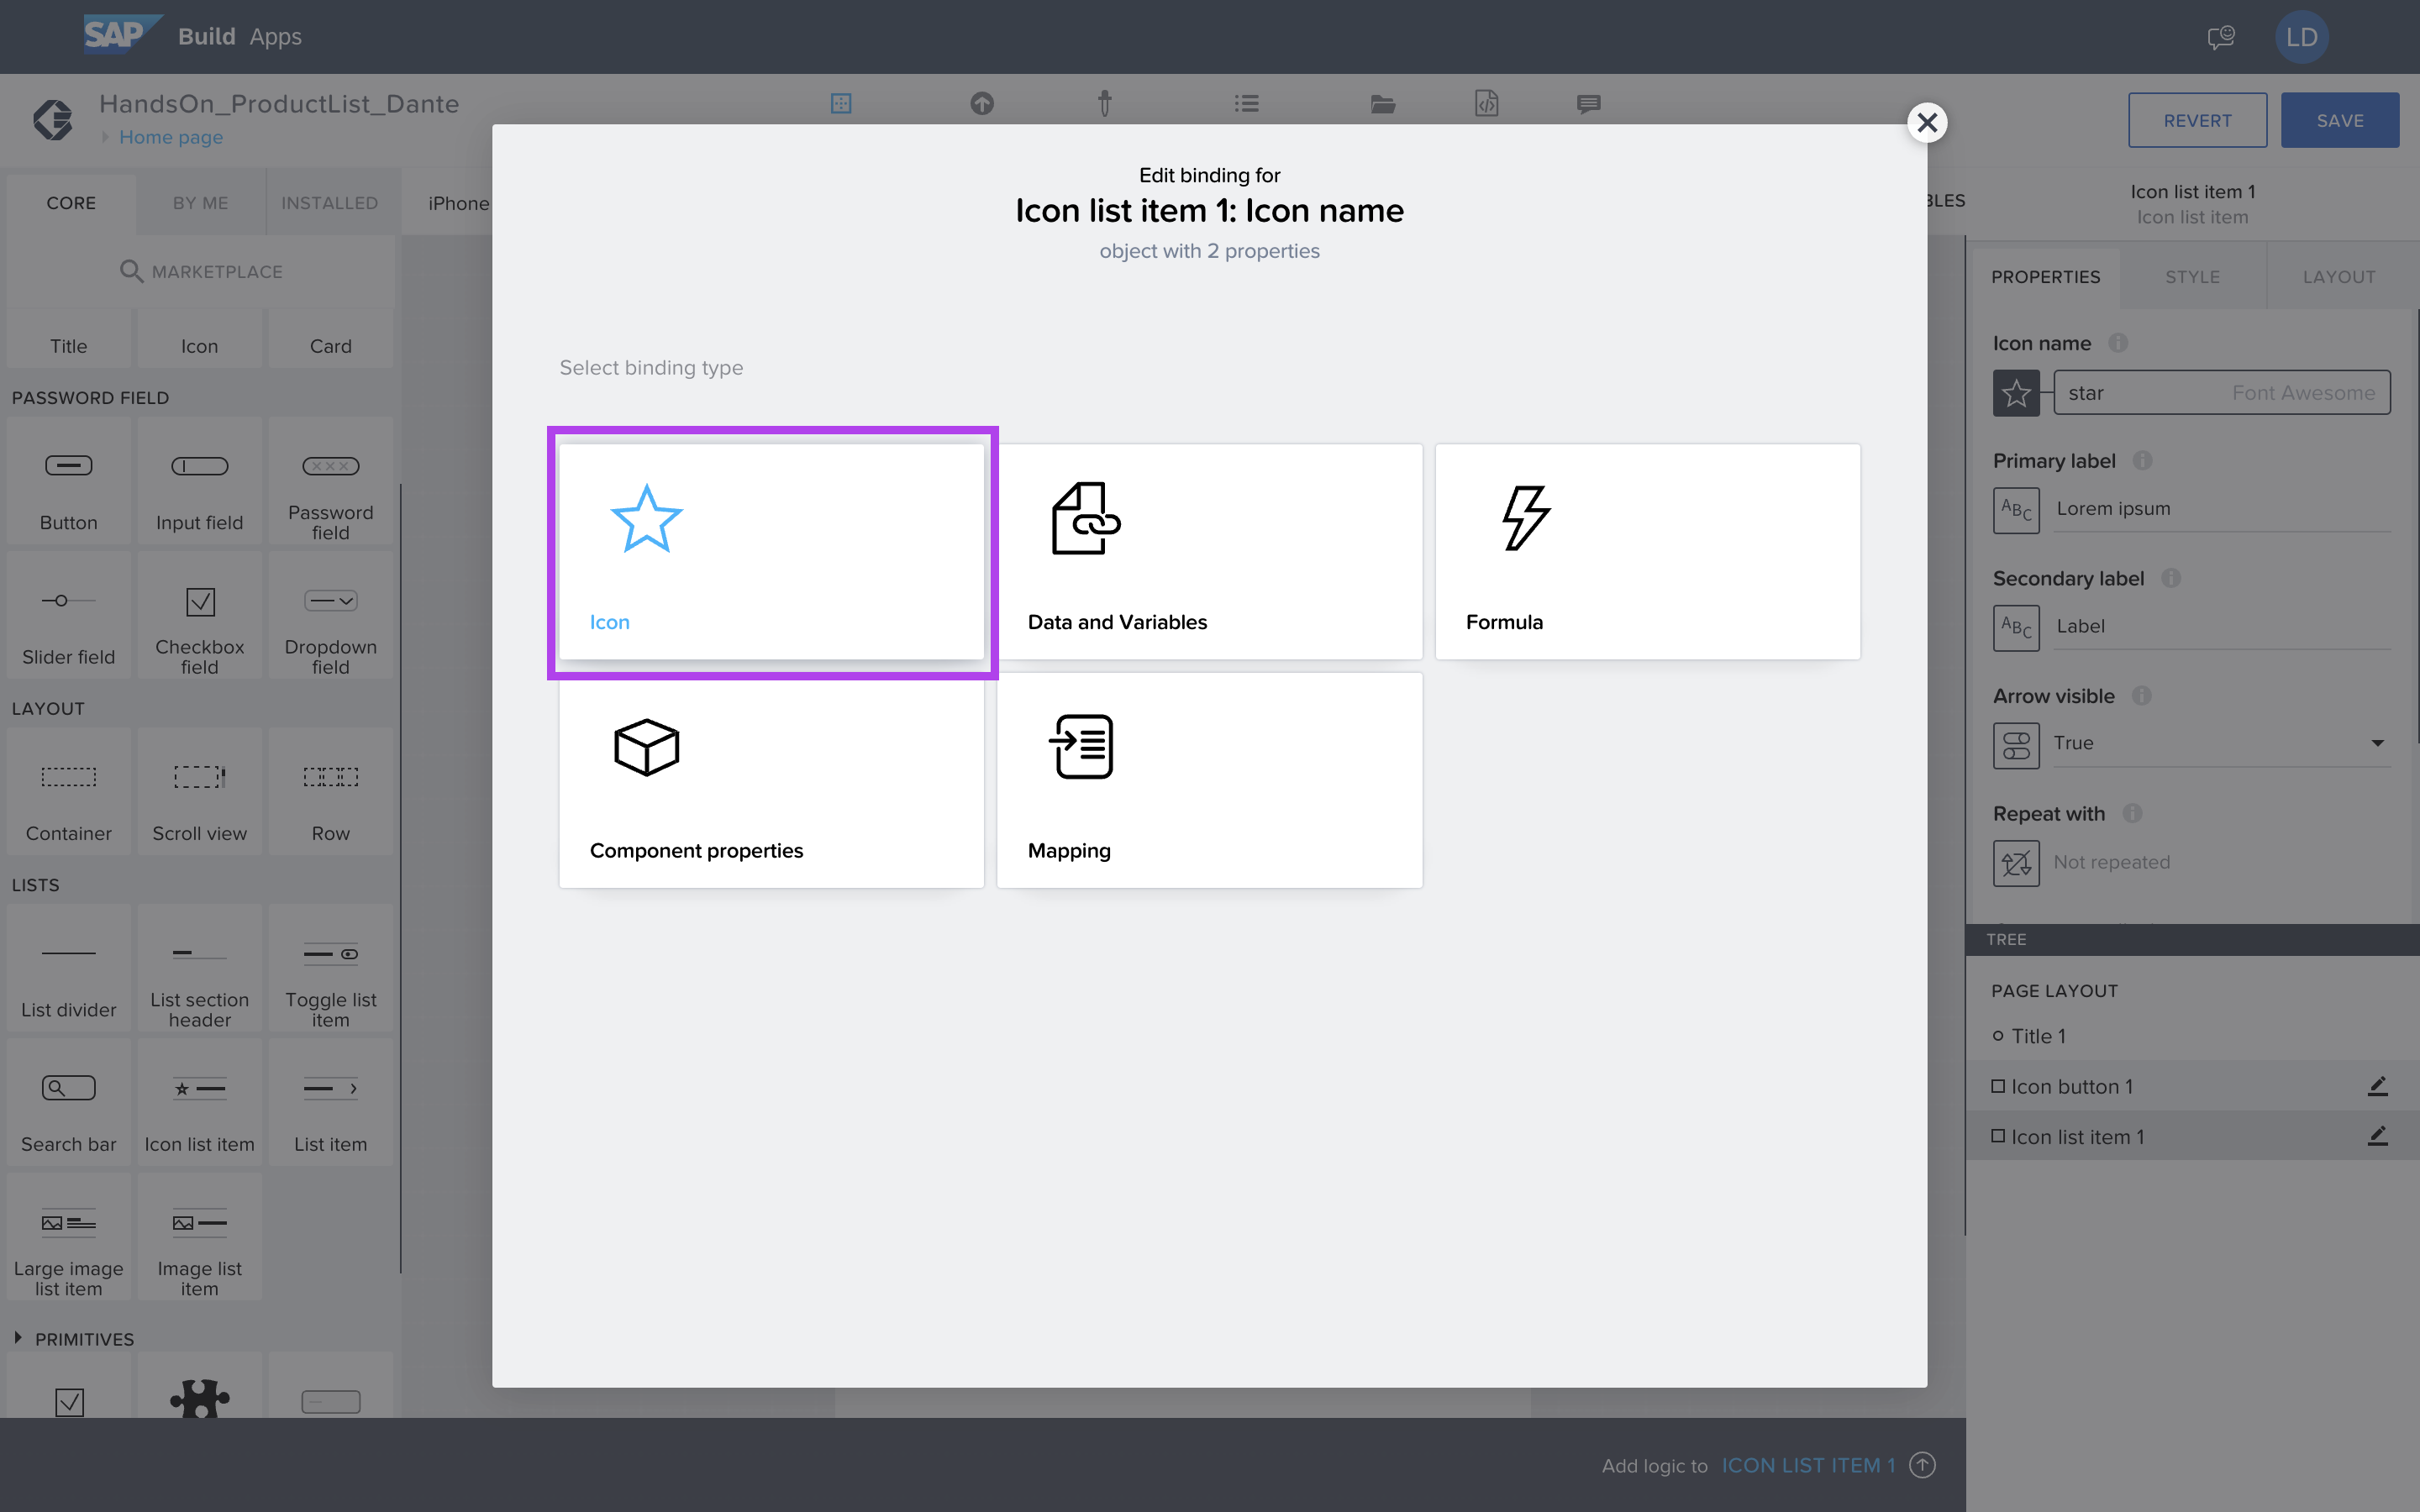 SAP Build Apps
LD
HandsOn_ProductList_Dante
Home page
REVERT
SAVE
CORE
BY ME
INSTALLED
iPhone
MARKETPLACE
Title
Icon
Card
PASSWORD FIELD
Button
Input field
Password
field
Slider field
Checkbox
field
Dropdown
field
LAYOUT
Container
Scroll view
Row
LISTS
List divider
List section
header
Toggle list
item
Search bar
Icon list item
List item
Large image
list item
Image list
item
PRIMITIVES
Edit binding for
Icon list item 1: Icon name
object with 2 properties
Select binding type
Icon
Data and Variables
Formula
Component properties
Mapping
BLES
Icon list item 1
Icon list item
PROPERTIES
STYLE
LAYOUT
Icon name
star
Font Awesome
Primary label
ABC
Lorem ipsum
Secondary label
ABC
Label
Arrow visible
True
Repeat with
Not repeated
TREE
PAGE LAYOUT
Title 1
Icon button 1
Icon list item 1
Add logic to ICON LIST ITEM 1